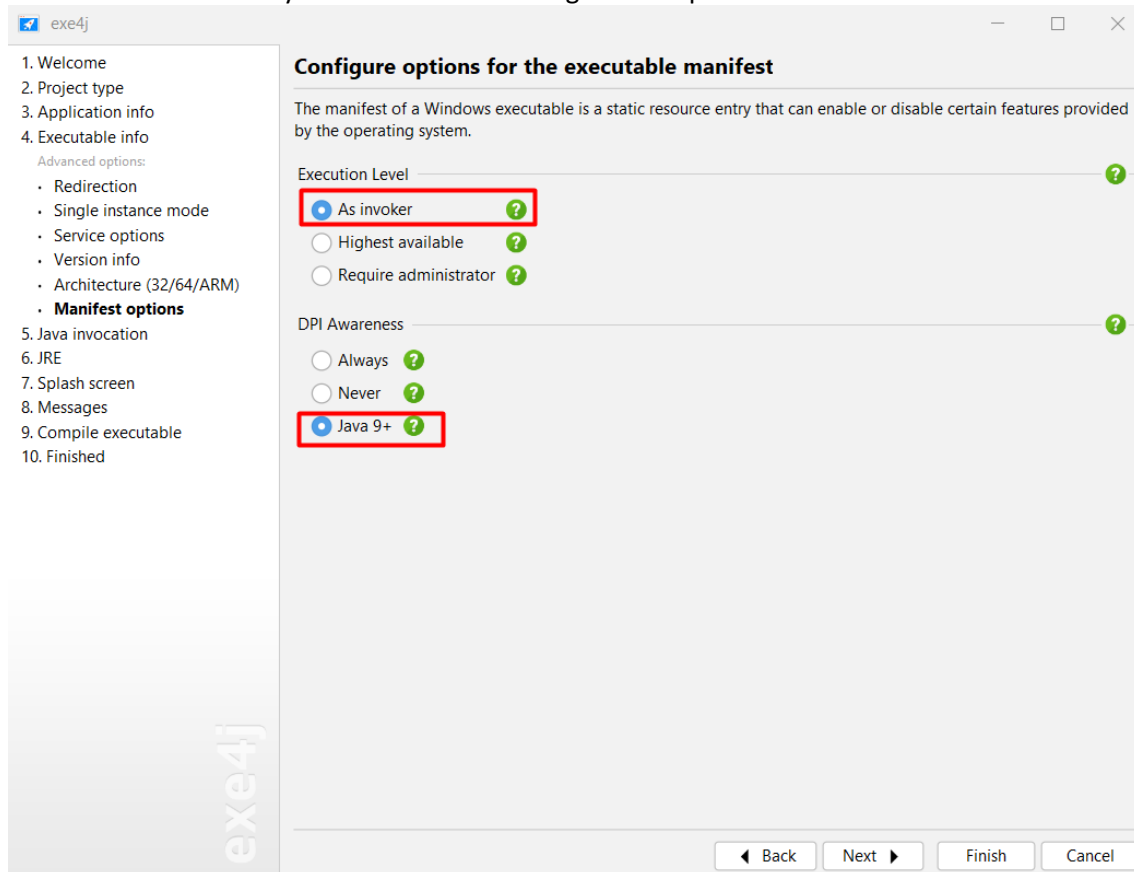 exe4j
1. Welcome
2. Project type
3. Application info
4. Executable info
Advanced options:
• Redirection
• Single instance mode
• Service options
• Version info
• Architecture (32/64/ARM)
• Manifest options
5. Java invocation
6. JRE
7. Splash screen
8. Messages
9. Compile executable
10. Finished
exe4j
Configure options for the executable manifest
The manifest of a Windows executable is a static resource entry that can enable or disable certain features provided
by the operating system.
Execution Level
As invoker
Highest available
Require administrator
DPI Awareness
Always
Never
Java 9+
Back Next Finish Cancel